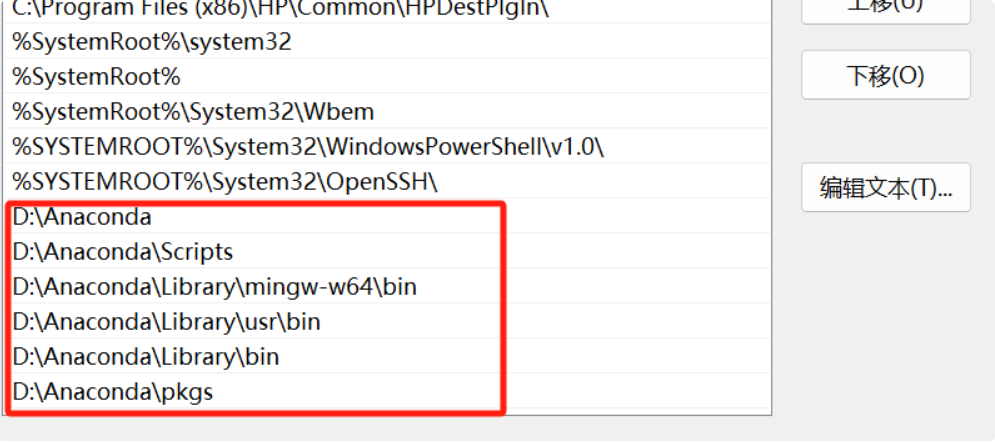 C:\Program Files (x86)\HP\Common\HPDestPlgIn\
上移(U)
%SystemRoot%\system32
%SystemRoot%
下移(O)
%SystemRoot%\System32\Wbem
%SYSTEMROOT%\System32\WindowsPowerShell\v1.0\
%SYSTEMROOT%\System32\OpenSSH\
编辑文本(T)...
D:\Anaconda
D:\Anaconda\Scripts
D:\Anaconda\Library\mingw-w64\bin
D:\Anaconda\Library\usr\bin
D:\Anaconda\Library\bin
D:\Anaconda\pkgs